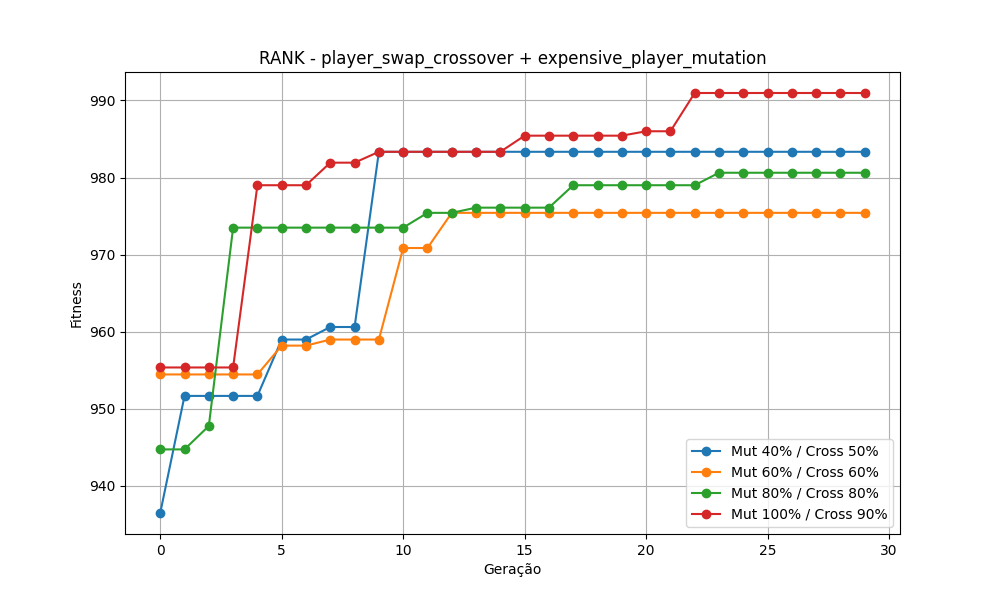 RANK - player_swap_crossover + expensive_player_mutation
990
980
970
960
950
940
Fitness
0 5 10 15 20 25 30
Geração
Mut 40% / Cross 50%
Mut 60% / Cross 60%
Mut 80% / Cross 80%
Mut 100% / Cross 90%